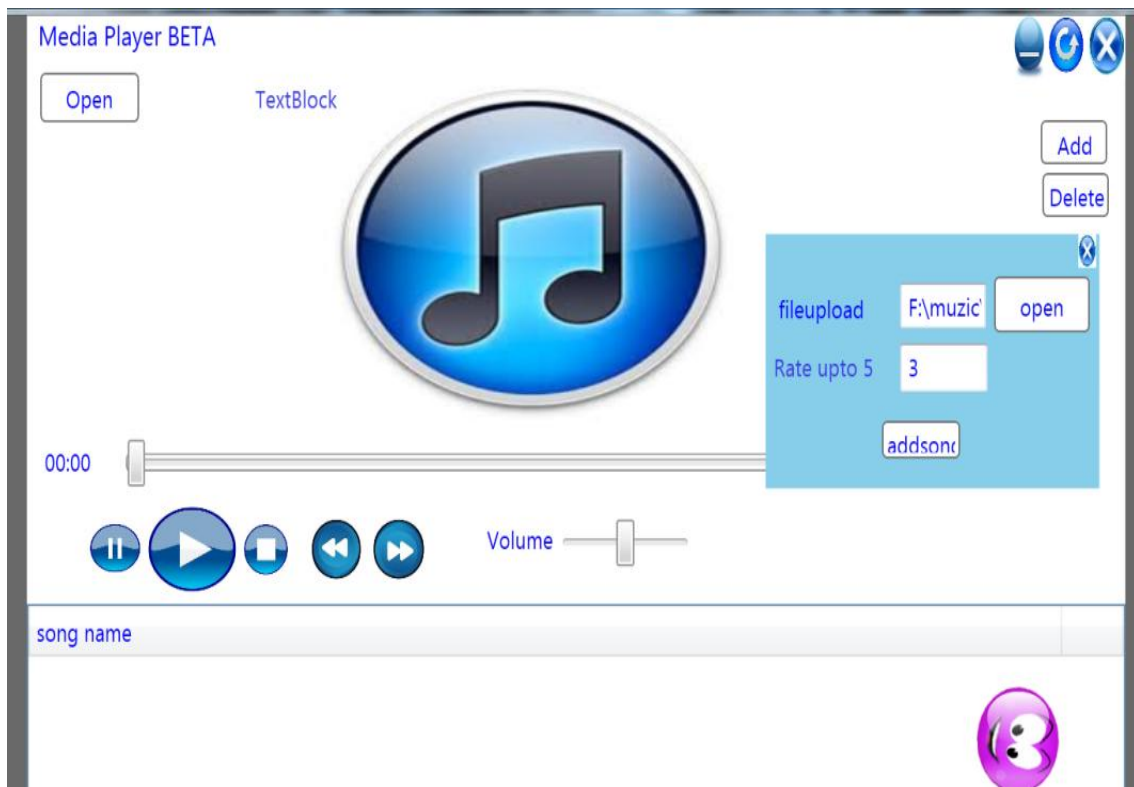 Media Player BETA
Open
TextBlock
Add
Delete
fileupload
F:\muzic\
open
Rate upto 5
3
addsong
00:00
Volume
song name